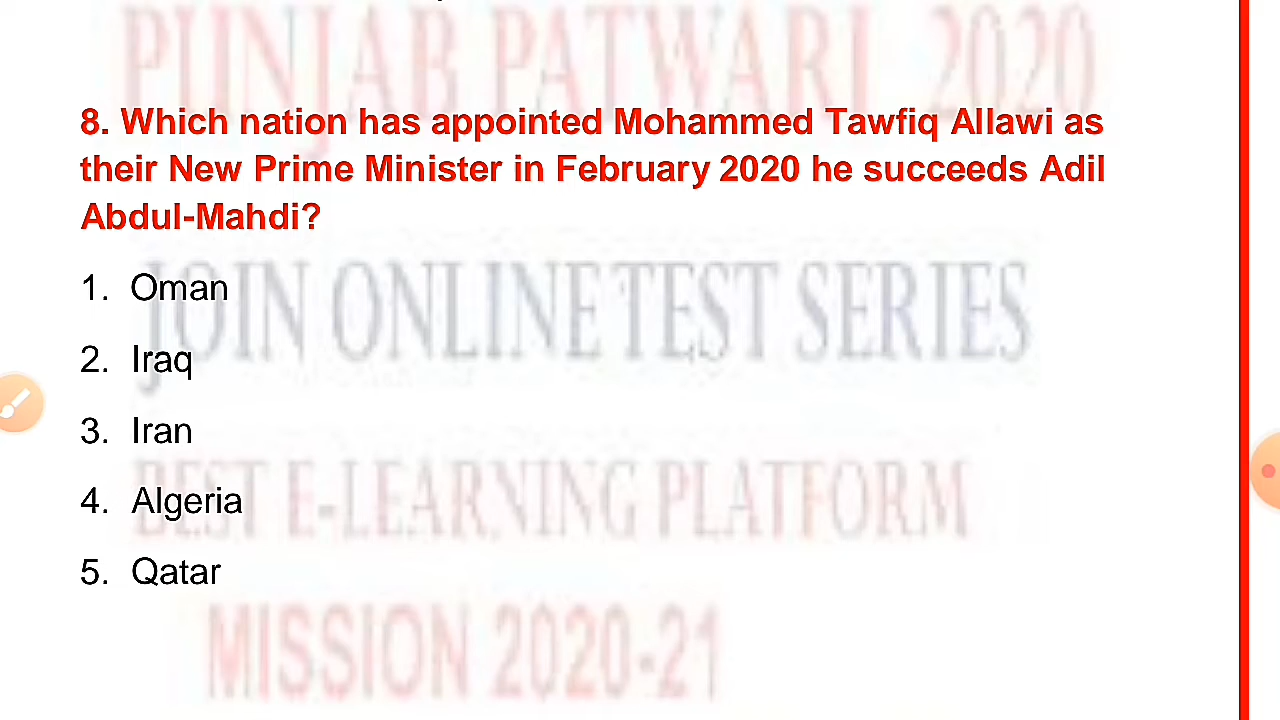 PUNJAB PATWARI 2020
8. Which nation has appointed Mohammed Tawfiq Allawi as
their New Prime Minister in February 2020 he succeeds Adil
Abdul-Mahdi?
JOIN ONLINE TEST SERIES
1. Oman
2. Iraq
3. Iran
BEST E-LEARNING PLATFORM
4. Algeria
5. Qatar
MISSION 2020-21